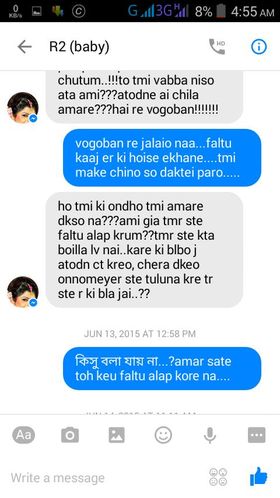 0
KB/S
G
3G
H
8%
4:55 AM
R2 (baby)
HD
chutum..!!!to tmi vabba niso
ata ami???atodne ai chila
amare???hai re vogoban!!!!!!!
vogoban re jalaio naa...faltu
kaaj er ki hoise ekhane....tmi
make chino so daktei paro.....
ho tmi ki ondho tmi amare
dkso na???ami gia tmr ste
faltu alap krum??tmr ste kta
boilla lv nai..kare ki blbo j
atodn ct kreo, chera dkeo
onnomeyer ste tuluna kre tr
ste r ki bla jai..??
JUN 13, 2015 AT 12:58 PM
কিসু বলা যায় না...?amar sate
toh keu faltu alap kore na....
Aa
Write a message